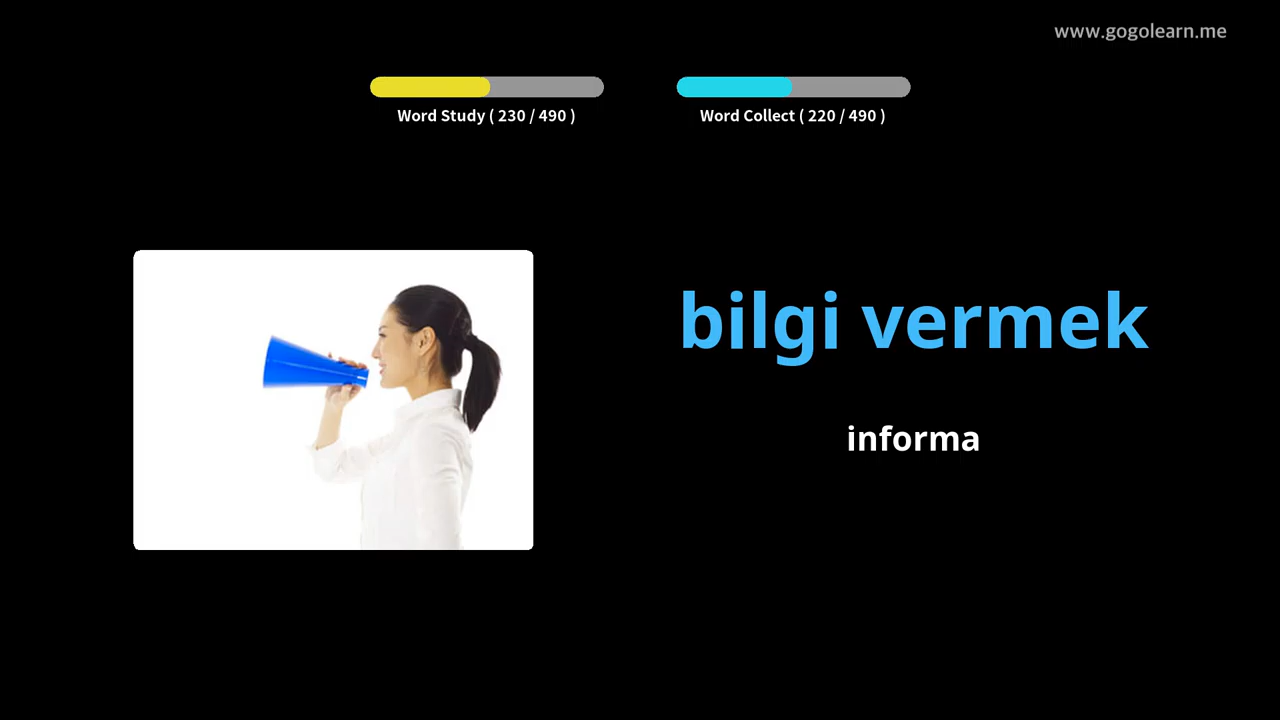 www.gogolearn.me
Word Study ( 230 / 490 )
Word Collect ( 220 / 490 )
bilgi vermek
informa